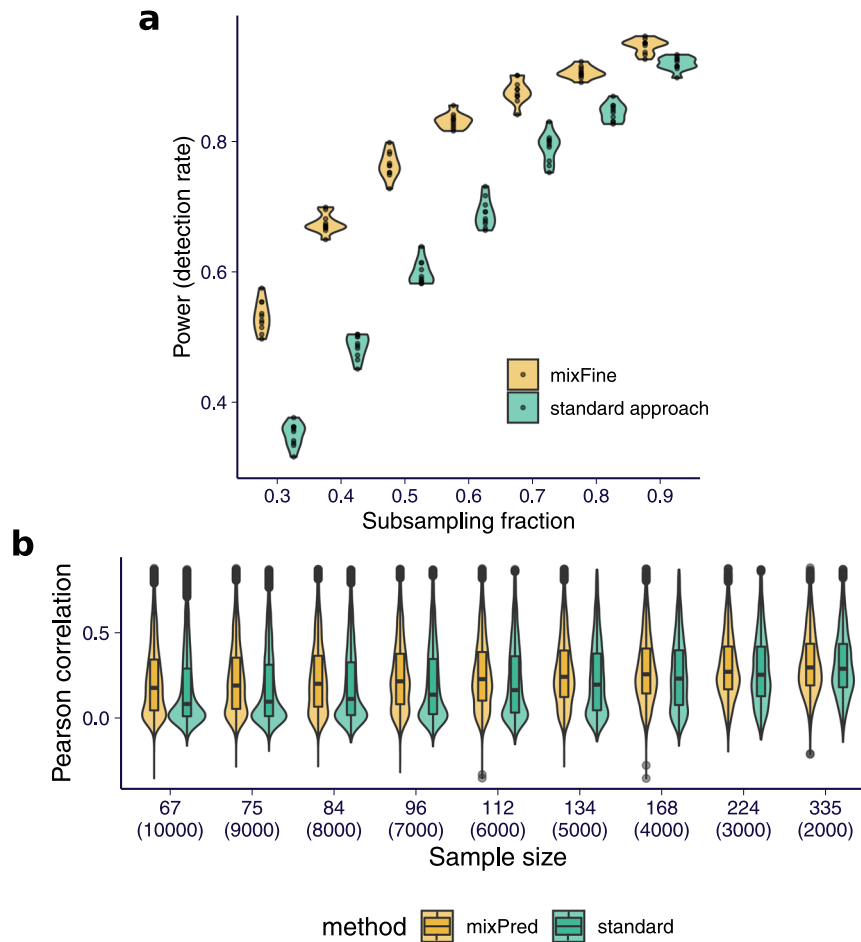 a
Power (detection rate)
0.8
0.6
0.4
mixFine
standard approach
0.3 0.4 0.5 0.6 0.7 0.8 0.9
Subsampling fraction
b
Pearson correlation
0.5
0.0
67 75 84 96 112 134 168 224 335
(10000) (9000) (8000) (7000) (6000) (5000) (4000) (3000) (2000)
Sample size
method mixPred standard